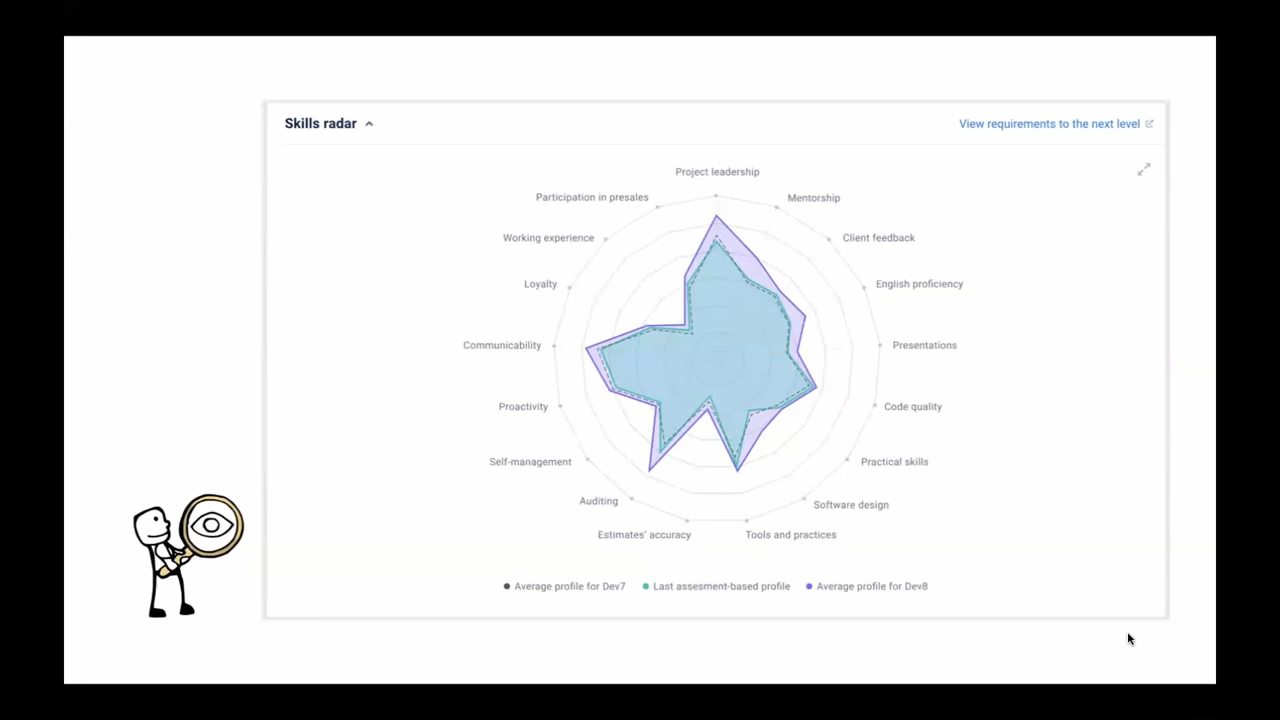 Skills radar
View requirements to the next level
Project leadership
Participation in presales
Mentorship
Working experience
Client feedback
Loyalty
English proficiency
Communicability
Presentations
Proactivity
Code quality
Self-management
Practical skills
Auditing
Software design
Estimates' accuracy
Tools and practices
Average profile for Dev7
Last assesment-based profile
Average profile for Dev8